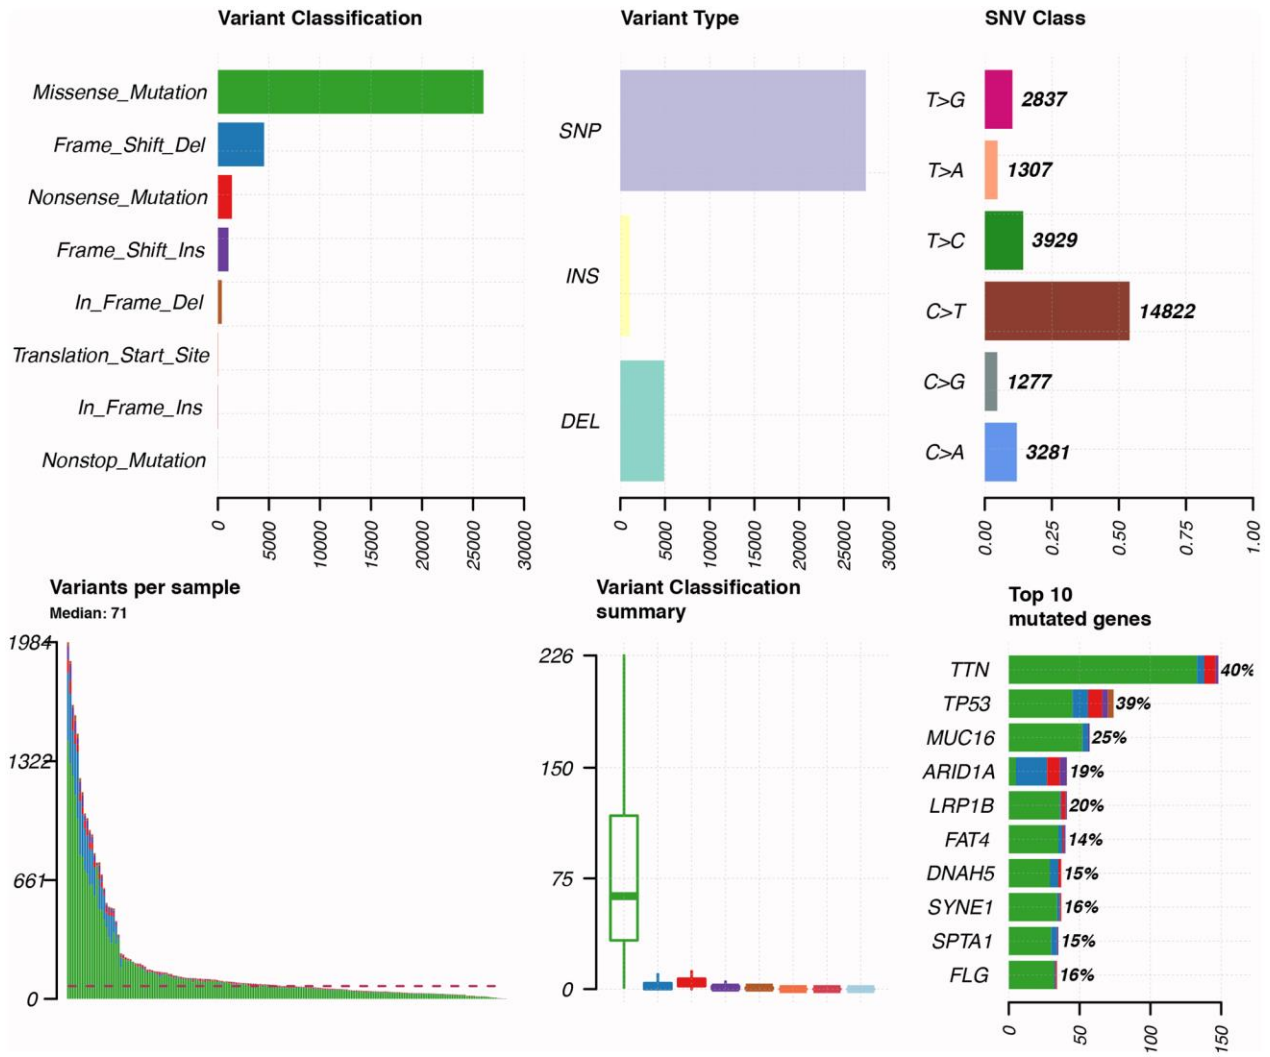 Variant Classification
Missense_Mutation
Frame_Shift_Del
Nonsense_Mutation
Frame_Shift_Ins
In_Frame_Del
Translation_Start_Site
In_Frame_Ins
Nonstop_Mutation
0
5000
10000
15000
20000
25000
30000
Variant Type
SNP
INS
DEL
0
5000
10000
15000
20000
25000
30000
SNV Class
T>G 2837
T>A 1307
T>C 3929
C>T 14822
C>G 1277
C>A 3281
0.00
0.25
0.50
0.75
1.00
Variants per sample
Median: 71
1984
1322
661
0
Variant Classification
summary
226
150
75
0
Top 10
mutated genes
TTN 40%
TP53 39%
MUC16 25%
ARID1A 19%
LRP1B 20%
FAT4 14%
DNAH5 15%
SYNE1 16%
SPTA1 15%
FLG 16%
0
50
100
150